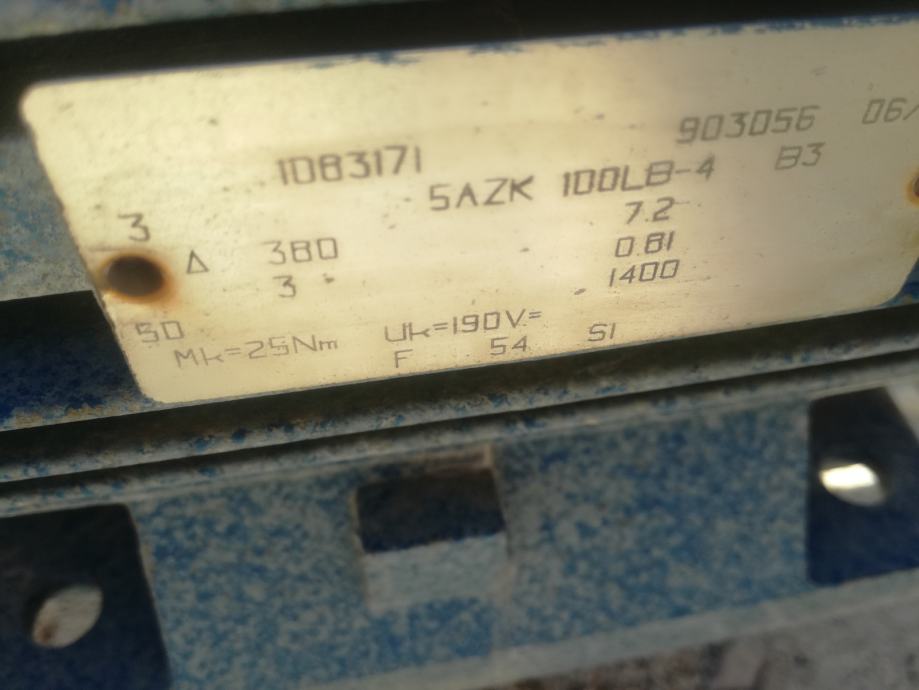 903056 06/
1083171
5AZK 100LB-4 B3
3 7.2
Δ 380 0.81
3 1400
50
Mk=25Nm Uk=190V=
F 54 S1